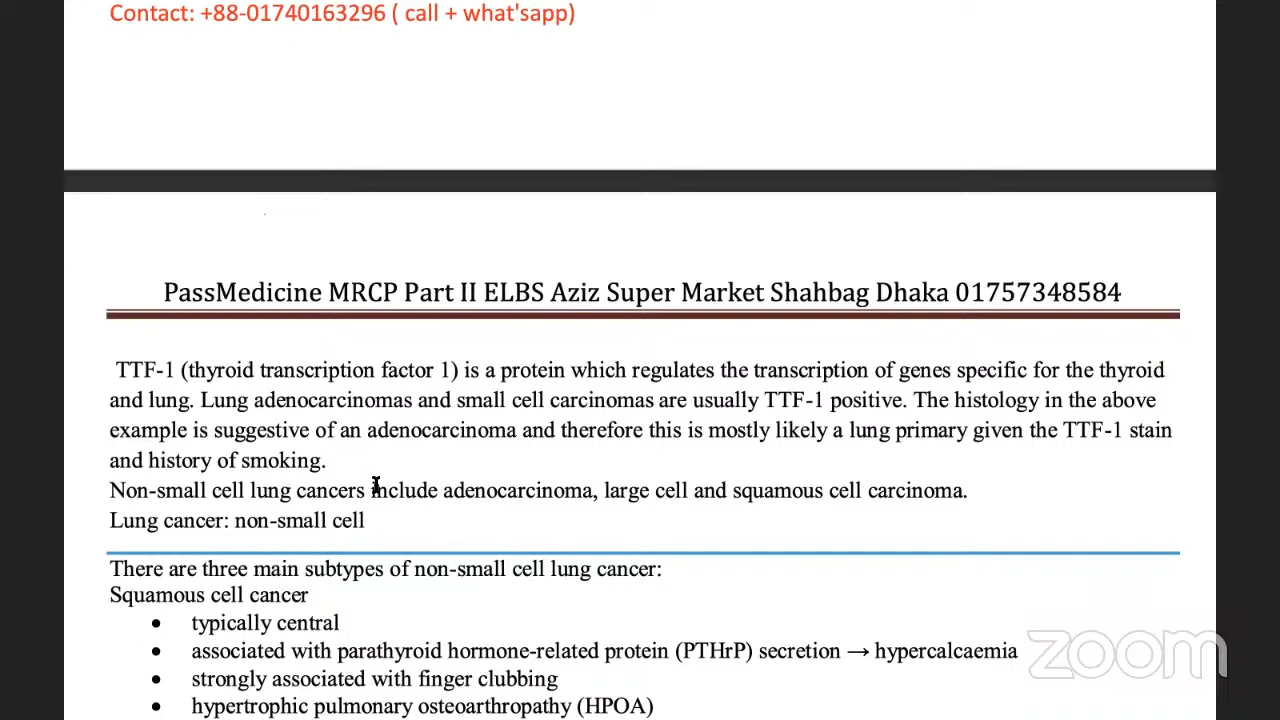 Contact: +88-01740163296 ( call + what'sapp)
PassMedicine MRCP Part II ELBS Aziz Super Market Shahbag Dhaka 01757348584
TTF-1 (thyroid transcription factor 1) is a protein which regulates the transcription of genes specific for the thyroid
and lung. Lung adenocarcinomas and small cell carcinomas are usually TTF-1 positive. The histology in the above
example is suggestive of an adenocarcinoma and therefore this is mostly likely a lung primary given the TTF-1 stain
and history of smoking.
Non-small cell lung cancers include adenocarcinoma, large cell and squamous cell carcinoma.
Lung cancer: non-small cell
There are three main subtypes of non-small cell lung cancer:
Squamous cell cancer
• typically central
• associated with parathyroid hormone-related protein (PTHrP) secretion → hypercalcaemia
• strongly associated with finger clubbing
• hypertrophic pulmonary osteoarthropathy (HPOA)
zoom